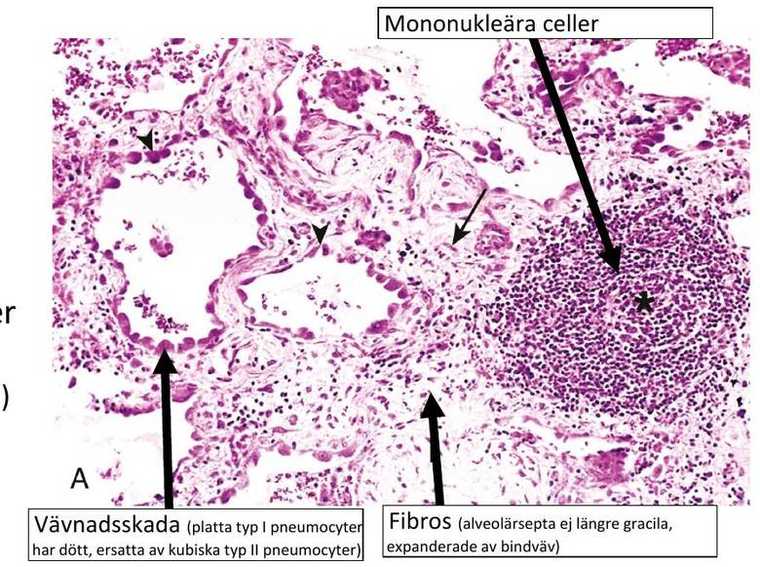 Mononukleära celler
er
)
*
A
Vävnadsskada (platta typ I pneumocyter
har dött, ersatta av kubiska typ II pneumocyter)
Fibros (alveolärsepta ej längre gracila,
expanderade av bindväv)